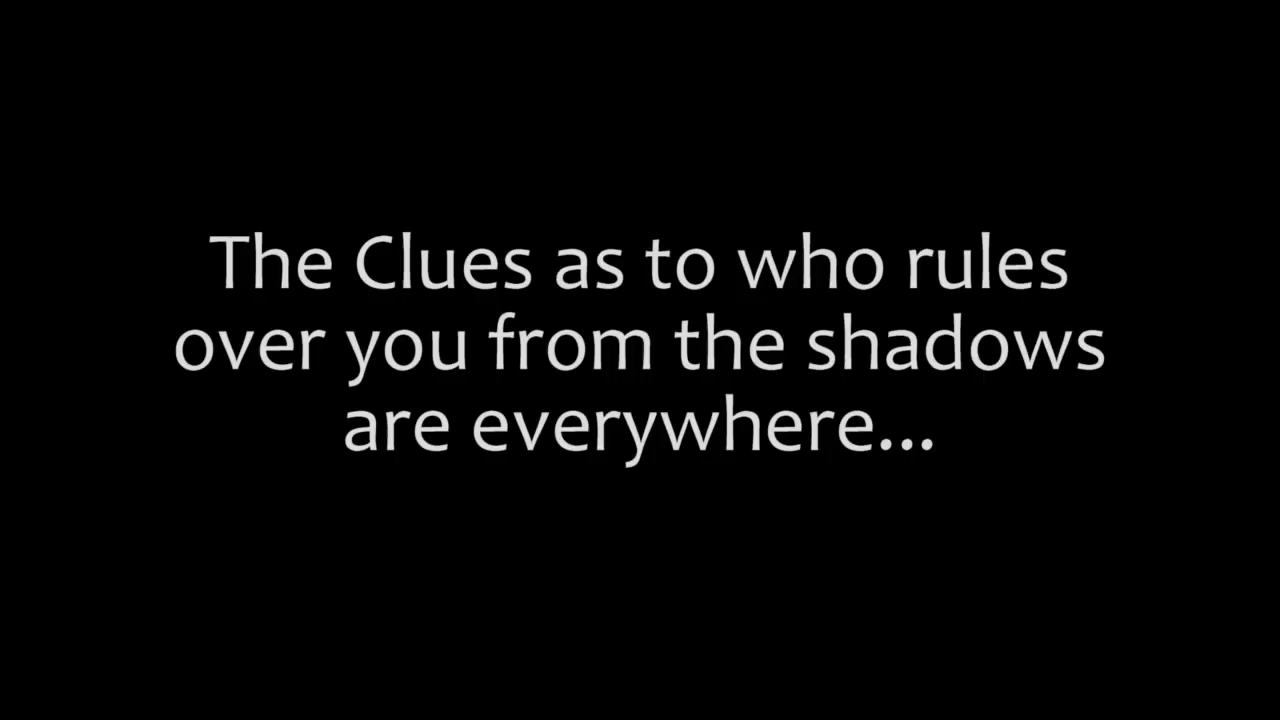 The Clues as to who rules
over you from the shadows
are everywhere...